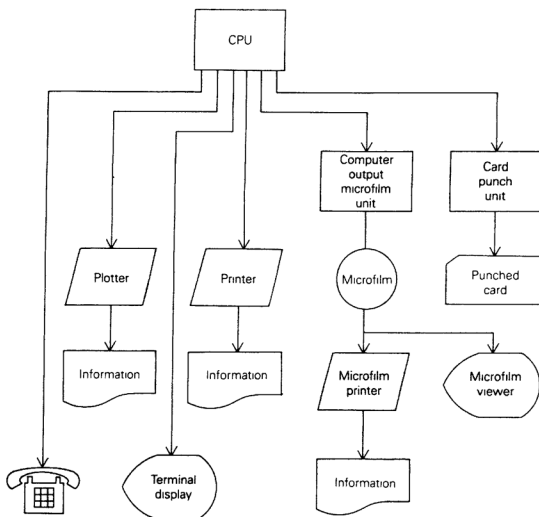 CPU
Computer
output
microfilm
unit
Card
punch
unit
Plotter
Printer
Microfilm
Punched
card
Information
Information
Microfilm
printer
Microfilm
viewer
Terminal
display
Information